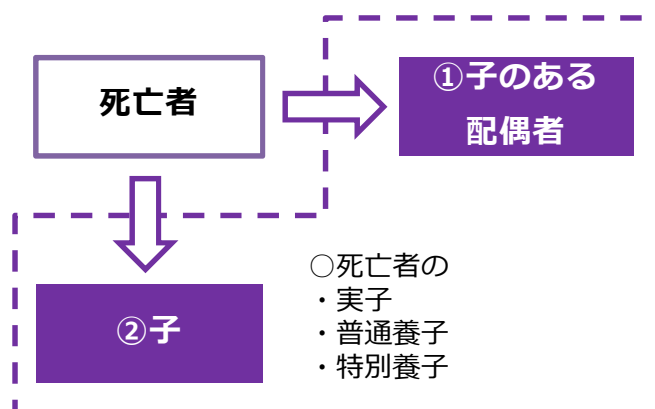 死亡者
①子のある
配偶者
②子
○死亡者の
・実子
・普通養子
・特別養子